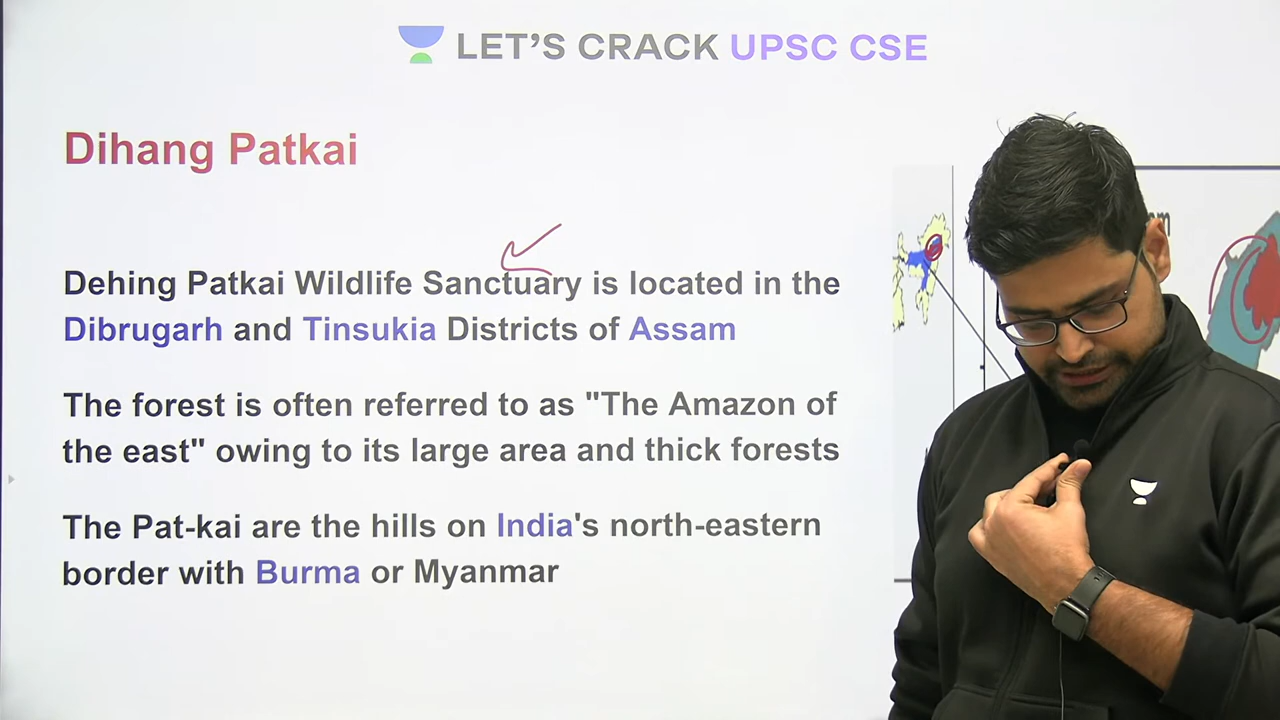 LET'S CRACK UPSC CSE
Dihang Patkai
Dehing Patkai Wildlife Sanctuary is located in the
Dibrugarh and Tinsukia Districts of Assam
The forest is often referred to as "The Amazon of
the east" owing to its large area and thick forests
The Pat-kai are the hills on India's north-eastern
border with Burma or Myanmar